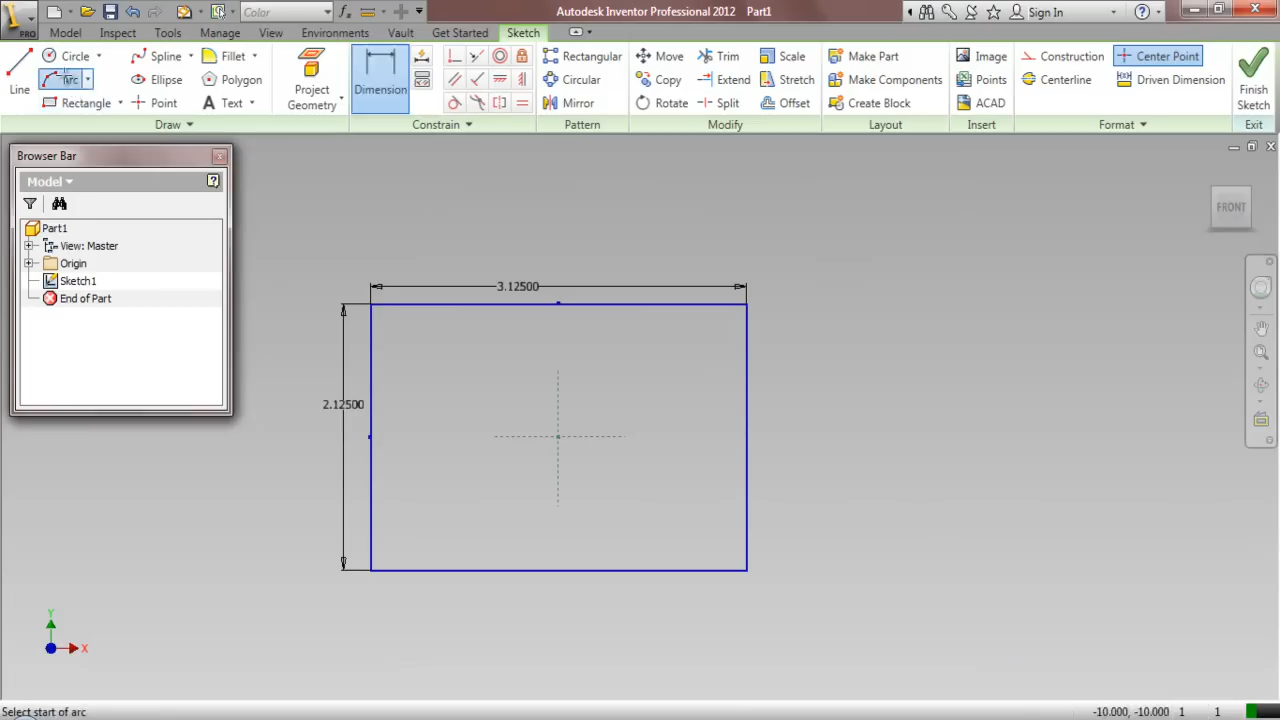 Color
Autodesk Inventor Professional 2012 Part1
Sign In
PRO
Model Inspect Tools Manage View Environments Vault Get Started Sketch
Line
Circle
Arc
Rectangle
Spline
Ellipse
Point
Fillet
Polygon
Text
Project
Geometry
Dimension
Rectangular
Circular
Mirror
Move
Copy
Rotate
Trim
Extend
Split
Scale
Stretch
Offset
Make Part
Make Components
Create Block
Image
Points
ACAD
Construction
Centerline
Center Point
Driven Dimension
Finish
Sketch
Draw Constrain Pattern Modify Layout Insert Format Exit
Browser Bar
Model
Part1
View: Master
Origin
Sketch1
End of Part
FRONT
3.12500
2.12500
Y
X
Select start of arc
-10.000, -10.000 1 1